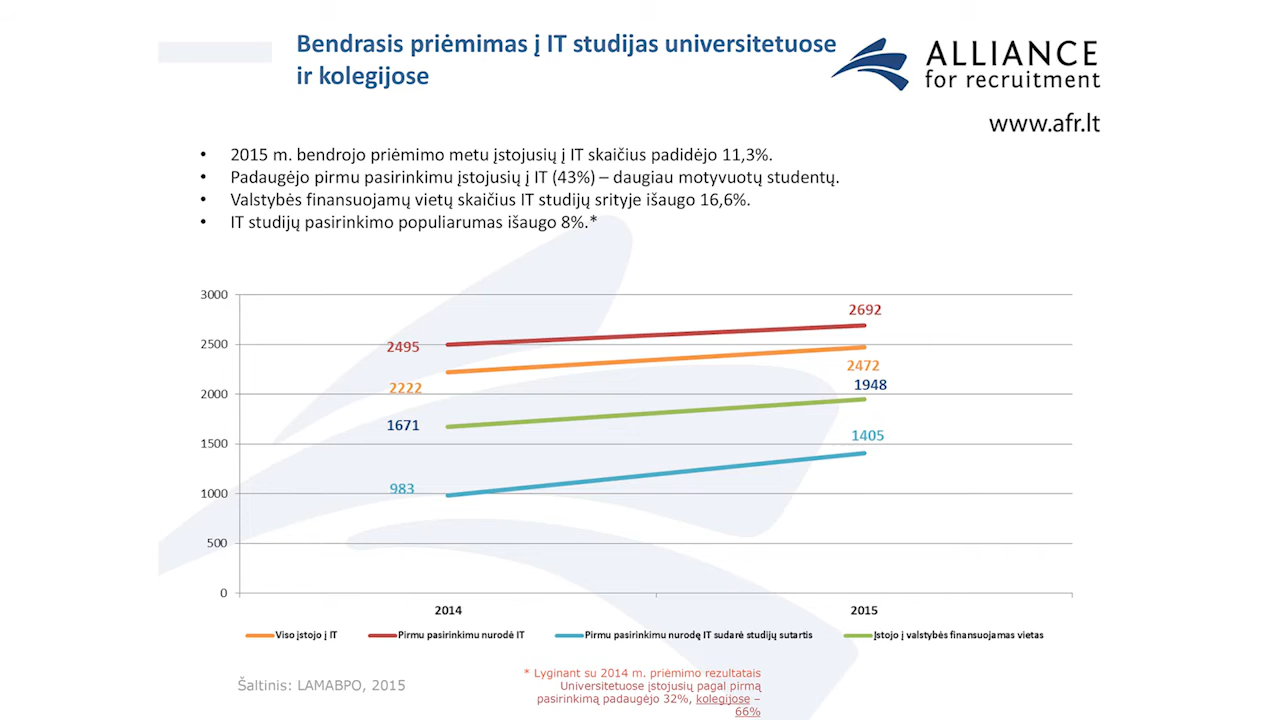 Bendrasis priėmimas į IT studijas universitetuose
ir kolegijose
ALLIANCE
for recruitment
www.afr.lt
• 2015 m. bendrojo priėmimo metu įstojusių į IT skaičius padidėjo 11,3%.
• Padaugėjo pirmu pasirinkimu įstojusių į IT (43%) – daugiau motyvuotų studentų.
• Valstybės finansuojamų vietų skaičius IT studijų srityje išaugo 16,6%.
• IT studijų pasirinkimo populiarumas išaugo 8%.*
3000
2500
2000
1500
1000
500
0
2495
2692
2222
2472
1671
1948
983
1405
2014
2015
Viso įstojo į IT
Pirmu pasirinkimu nurodė IT
Pirmu pasirinkimu nurodę IT sudarė studijų sutartis
Įstojo į valstybės finansuojamas vietas
Šaltinis: LAMABPO, 2015
* Lyginant su 2014 m. priėmimo rezultatais
Universitetuose įstojusių pagal pirmą
pasirinkimą padaugėjo 32%, kolegijose –
66%